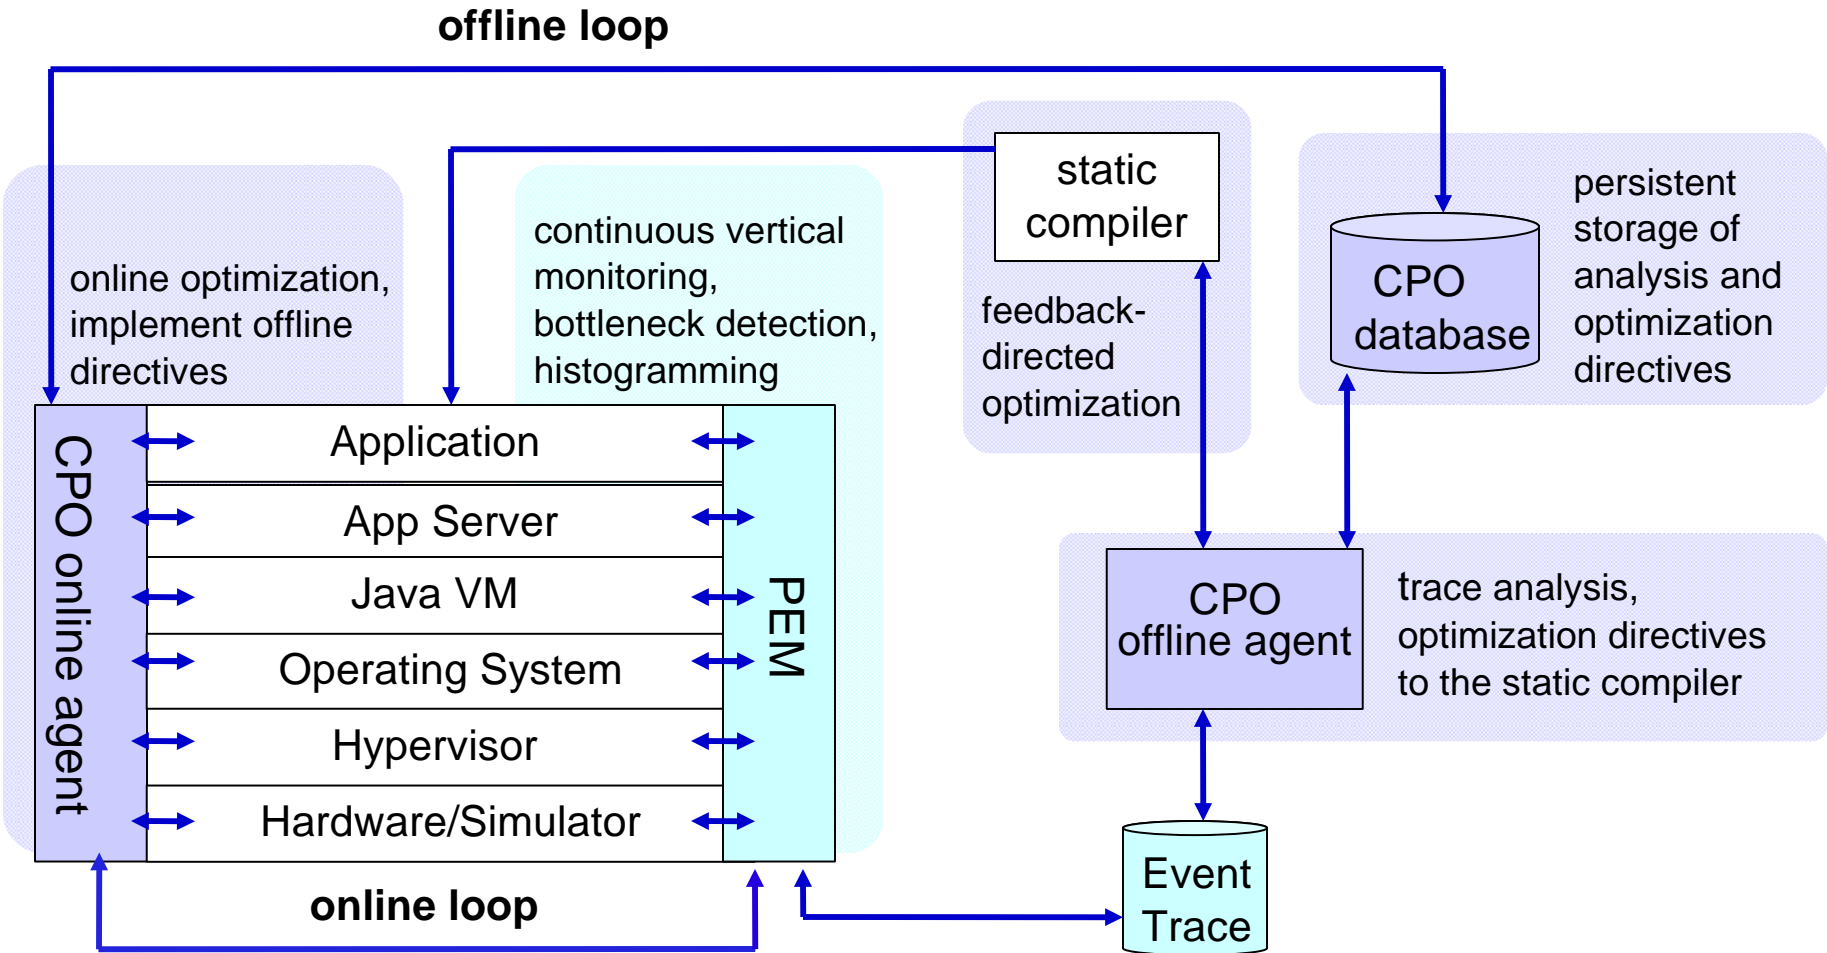 offline loop
static
compiler
persistent
storage of
analysis and
optimization
directives
continuous vertical
monitoring,
bottleneck detection,
histogramming
online optimization,
implement offline
directives
CPO
database
feedback-
directed
optimization
CPO online agent
Application
App Server
Java VM
Operating System
Hypervisor
Hardware/Simulator
PEM
CPO
offline agent
trace analysis,
optimization directives
to the static compiler
online loop
Event
Trace